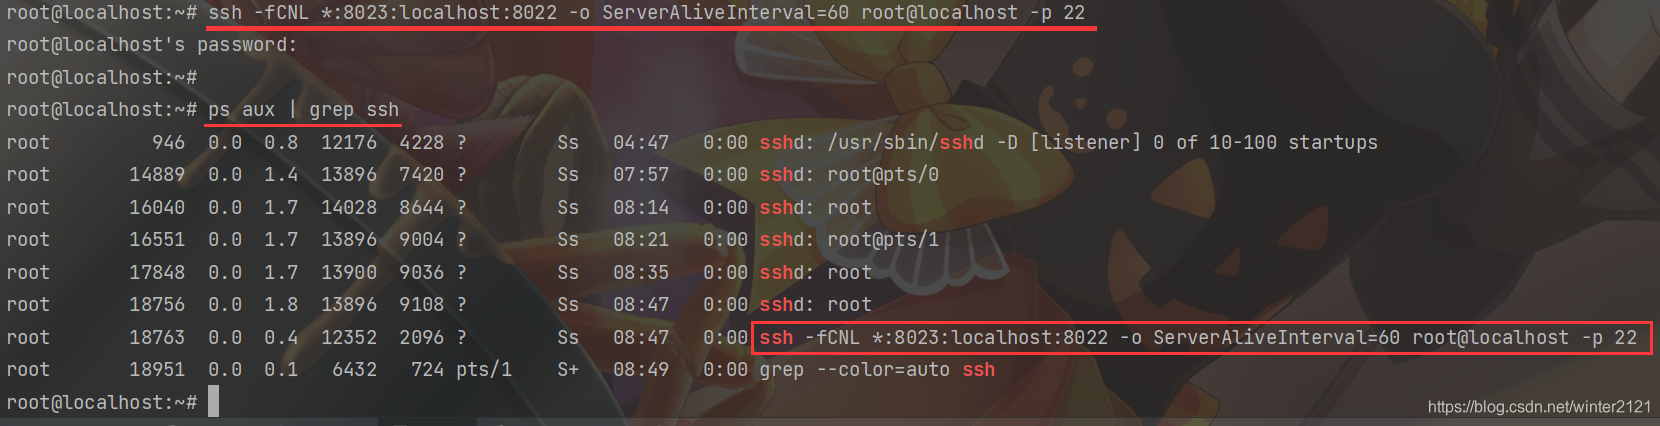 root@localhost:~# ssh -fCNL *:8023:localhost:8022 -o ServerAliveInterval=60 root@localhost -p 22
root@localhost's password:
root@localhost:~#
root@localhost:~# ps aux | grep ssh
root 946 0.0 0.8 12176 4228 ? Ss 04:47 0:00 sshd: /usr/sbin/sshd -D [listener] 0 of 10-100 startups
root 14889 0.0 1.4 13896 7420 ? Ss 07:57 0:00 sshd: root@pts/0
root 16040 0.0 1.7 14028 8644 ? Ss 08:14 0:00 sshd: root
root 16551 0.0 1.7 13896 9004 ? Ss 08:21 0:00 sshd: root@pts/1
root 17848 0.0 1.7 13900 9036 ? Ss 08:35 0:00 sshd: root
root 18756 0.0 1.8 13896 9108 ? Ss 08:47 0:00 sshd: root
root 18763 0.0 0.4 12352 2096 ? Ss 08:47 0:00 ssh -fCNL *:8023:localhost:8022 -o ServerAliveInterval=60 root@localhost -p 22
root 18951 0.0 0.1 6432 724 pts/1 S+ 08:49 0:00 grep --color=auto ssh
root@localhost:~#
https://blog.csdn.net/winter2121